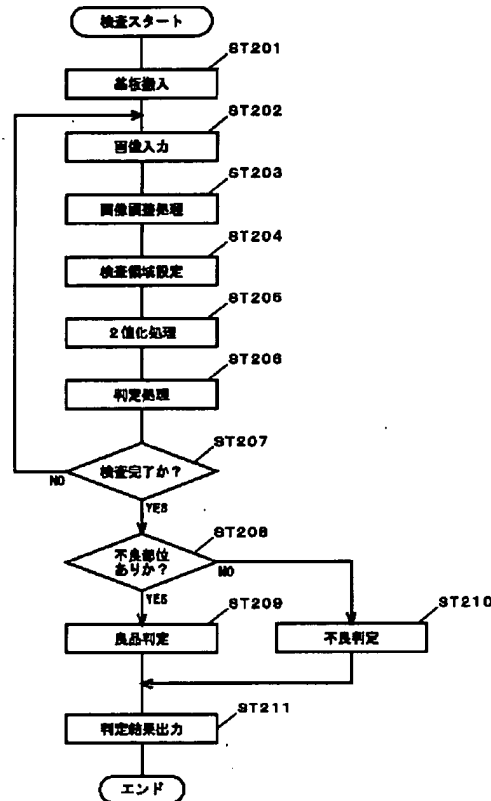 検査スタート
ST201
基板搬入
ST202
画像入力
ST203
画像調整処理
ST204
検査領域設定
ST205
2値化処理
ST206
判定処理
ST207
検査完了か?
NO
YES
ST208
不良部位
ありか?
NO
YES
ST209
良品判定
ST210
不良判定
ST211
判定結果出力
エンド